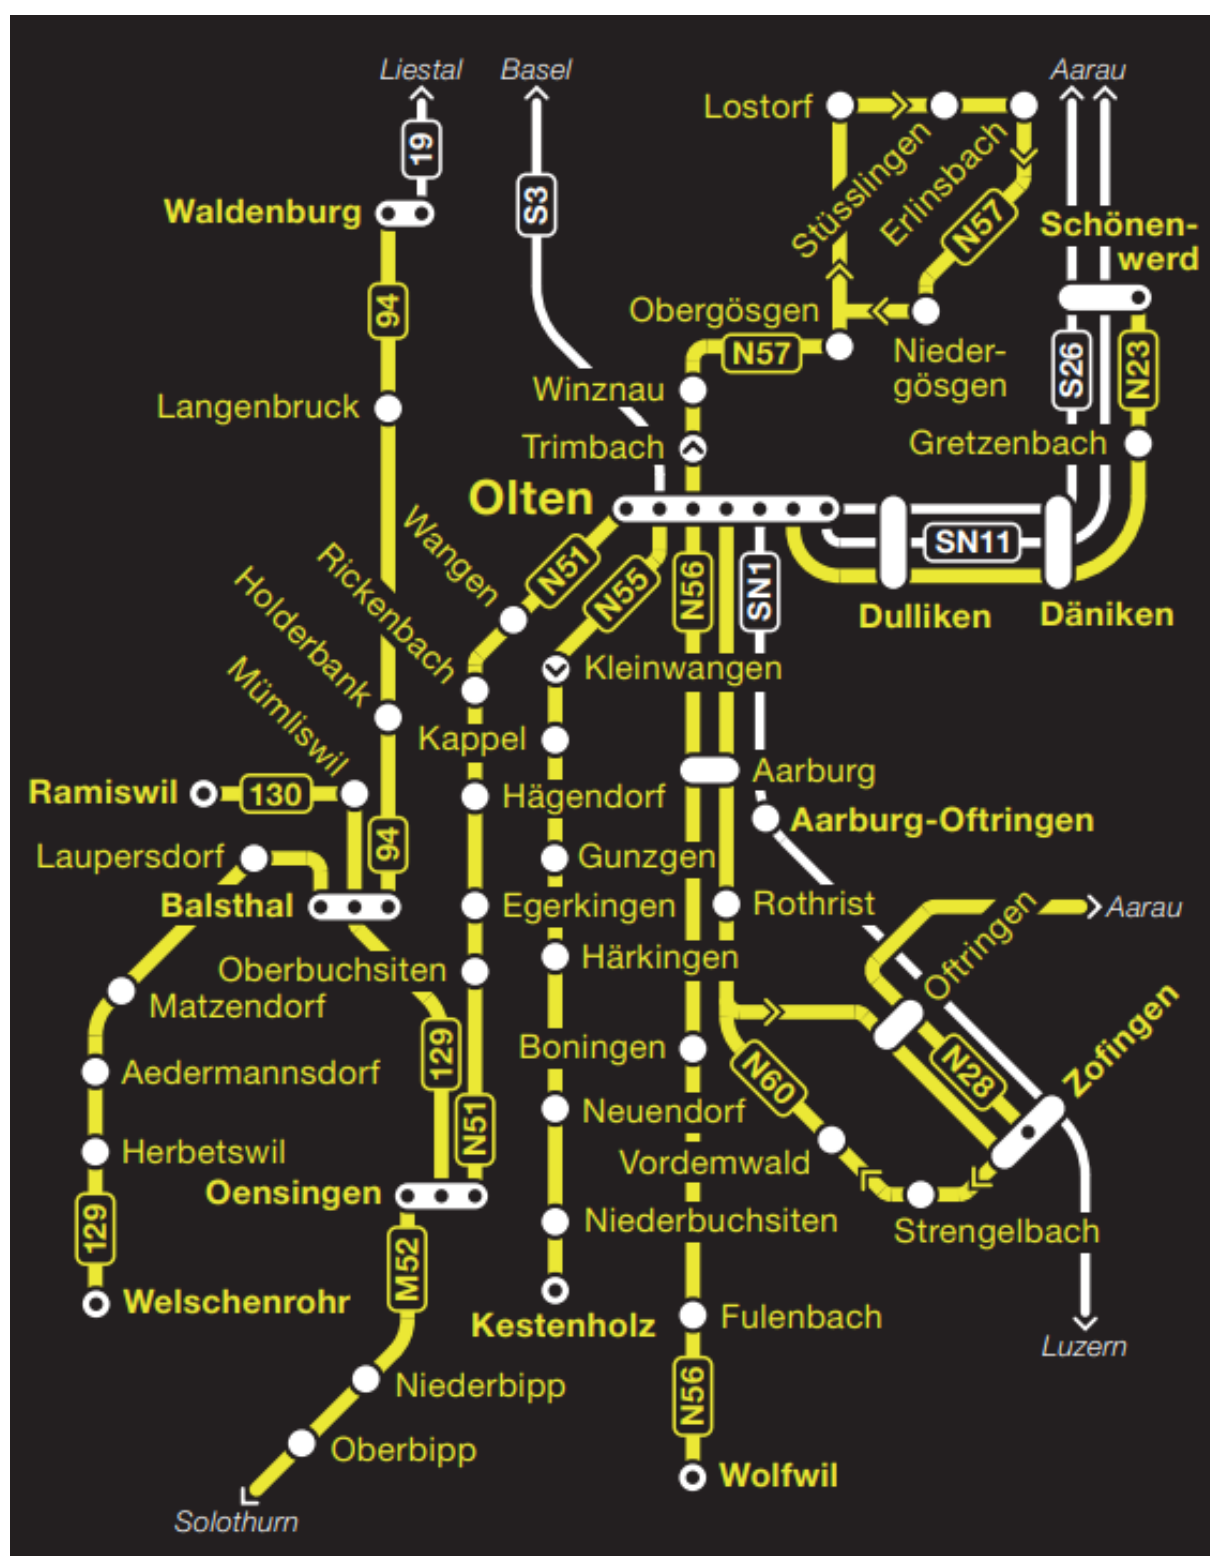 Liestal
Basel
Aarau
19
S3
Lostorf
Stüsslingen
Erlinsbach
N57
Waldenburg
Schönen-
werd
94
Obergösgen
N57
Nieder-
gösgen
S26
N23
Winznau
Langenbruck
Trimbach
Gretzenbach
Olten
Wangen
N51
N55
N56
SN1
SN11
Rickenbach
Holderbank
Dulliken
Däniken
Mümliswil
Kleinwangen
Kappel
Ramiswil
130
Hägendorf
Aarburg
Aarburg-Oftringen
94
Laupersdorf
Gunzgen
Balsthal
Egerkingen
Rothrist
Oftringen
Aarau
Oberbuchsiten
Härkingen
Matzendorf
129
Boningen
N60
N28
Zofingen
Aedermannsdorf
N51
Neuendorf
Herbetswil
Vordemwald
Oensingen
129
M52
Niederbuchsiten
Strengelbach
Welschenrohr
Kestenholz
Fulenbach
Luzern
Niederbipp
N56
Oberbipp
Wolfwil
Solothurn